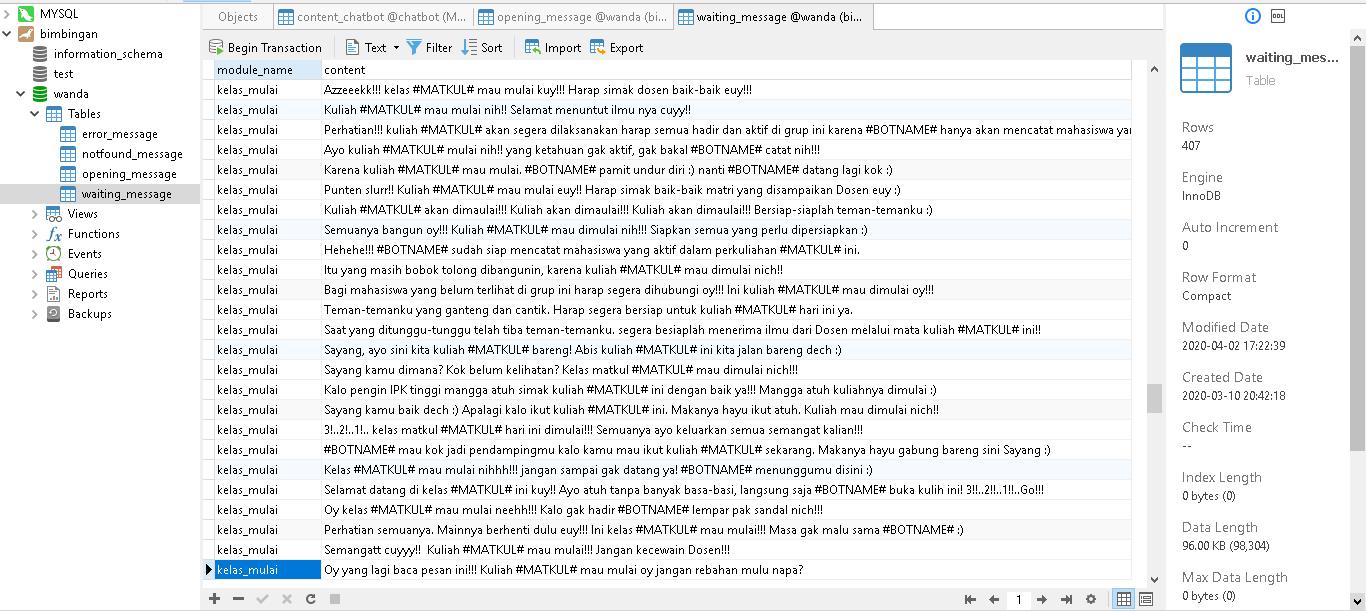 MYSQL
bimbingan
information_schema
test
wanda
Tables
error_message
notfound_message
opening_message
waiting_message
Views
Functions
Events
Queries
Reports
Backups
Objects content_chatbot @chatbot (M... opening_message @wanda (bi... waiting_message @wanda (bi...
Begin Transaction Text Filter Sort Import Export
module_name content
kelas_mulai Azzeeekk!!! kelas #MATKUL# mau mulai kuy!!! Harap simak dosen baik-baik euy!!!
kelas_mulai Kuliah #MATKUL# mau mulai nih!! Selamat menuntut ilmu nya cuyy!!
kelas_mulai Perhatian!!! kuliah #MATKUL# akan segera dilaksanakan harap semua hadir dan aktif di grup ini karena #BOTNAME# hanya akan mencatat mahasiswa yan
kelas_mulai Ayo kuliah #MATKUL# mulai nih!! yang ketahuan gak aktif, gak bakal #BOTNAME# catat nih!!!
kelas_mulai Karena kuliah #MATKUL# mau mulai. #BOTNAME# pamit undur diri :) nanti #BOTNAME# datang lagi kok :)
kelas_mulai Punten slurr!! Kuliah #MATKUL# mau mulai euy!! Harap simak baik-baik matri yang disampaikan Dosen euy :)
kelas_mulai Kuliah #MATKUL# akan dimaulai!!! Kuliah akan dimaulai!!! Kuliah akan dimaulai!!! Bersiap-siaplah teman-temanku :)
kelas_mulai Semuanya bangun oy!!! Kuliah #MATKUL# mau dimulai nih!!! Siapkan semua yang perlu dipersiapkan :)
kelas_mulai Hehehe!!! #BOTNAME# sudah siap mencatat mahasiswa yang aktif dalam perkuliahan #MATKUL# ini.
kelas_mulai Itu yang masih bobok tolong dibangunin, karena kuliah #MATKUL# mau dimulai nich!!
kelas_mulai Bagi mahasiswa yang belum terlihat di grup ini harap segera dihubungi oy!!! Ini kuliah #MATKUL# mau dimulai oy!!!
kelas_mulai Teman-temanku yang ganteng dan cantik. Harap segera bersiap untuk kuliah #MATKUL# hari ini ya.
kelas_mulai Saat yang ditunggu-tunggu telah tiba teman-temanku. segera besiaplah menerima ilmu dari Dosen melalui mata kuliah #MATKUL# ini!!
kelas_mulai Sayang, ayo sini kita kuliah #MATKUL# bareng! Abis kuliah #MATKUL# ini kita jalan bareng dech :)
kelas_mulai Sayang kamu dimana? Kok belum kelihatan? Kelas matkul #MATKUL# mau dimulai nich!!!
kelas_mulai Kalo pengin IPK tinggi mangga atuh simak kuliah #MATKUL# ini dengan baik ya!!! Mangga atuh kuliahnya dimulai :)
kelas_mulai Sayang kamu baik dech :) Apalagi kalo ikut kuliah #MATKUL# ini. Makanya hayu ikut atuh. Kuliah mau dimulai nich!!
kelas_mulai 3!..2!..1!.. kelas matkul #MATKUL# hari ini dimulai!!! Semuanya ayo keluarkan semua semangat kalian!!!
kelas_mulai #BOTNAME# mau kok jadi pendampingmu kalo kamu mau ikut kuliah #MATKUL# sekarang. Makanya hayu gabung bareng sini Sayang :)
kelas_mulai Kelas #MATKUL# mau mulai nihhh!!! jangan sampai gak datang ya! #BOTNAME# menunggumu disini :)
kelas_mulai Selamat datang di kelas #MATKUL# ini kuy!! Ayo atuh tanpa banyak basa-basi, langsung saja #BOTNAME# buka kulih ini! 3!!..2!!..1!!..Go!!!
kelas_mulai Oy kelas #MATKUL# mau mulai neehh!!! Kalo gak hadir #BOTNAME# lempar pak sandal nich!!!
kelas_mulai Perhatian semuanya. Mainnya berhenti dulu euy!!! Ini kelas #MATKUL# mau mulai!!! Masa gak malu sama #BOTNAME# :)
kelas_mulai Semangatt cuyyy!! Kuliah #MATKUL# mau mulai!!! Jangan kecewain Dosen!!!
kelas_mulai Oy yang lagi baca pesan ini!!! Kuliah #MATKUL# mau mulai oy jangan rebahan mulu napa?
1
DDL
waiting_mes...
Table
Rows
407
Engine
InnoDB
Auto Increment
0
Row Format
Compact
Modified Date
2020-04-02 17:22:39
Created Date
2020-03-10 20:42:18
Check Time
--
Index Length
0 bytes (0)
Data Length
96.00 KB (98,304)
Max Data Length
0 bytes (0)